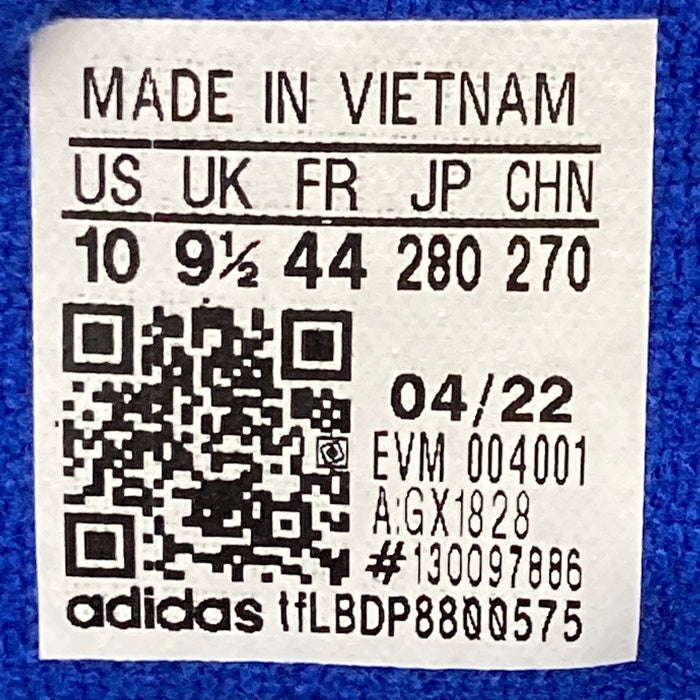 MADE IN VIETNAM
US UK FR JP CHN
10 9½ 44 280 270
04/22
EVM 004001
A:GX1828
#130097886
adidas tfLBDP8800575